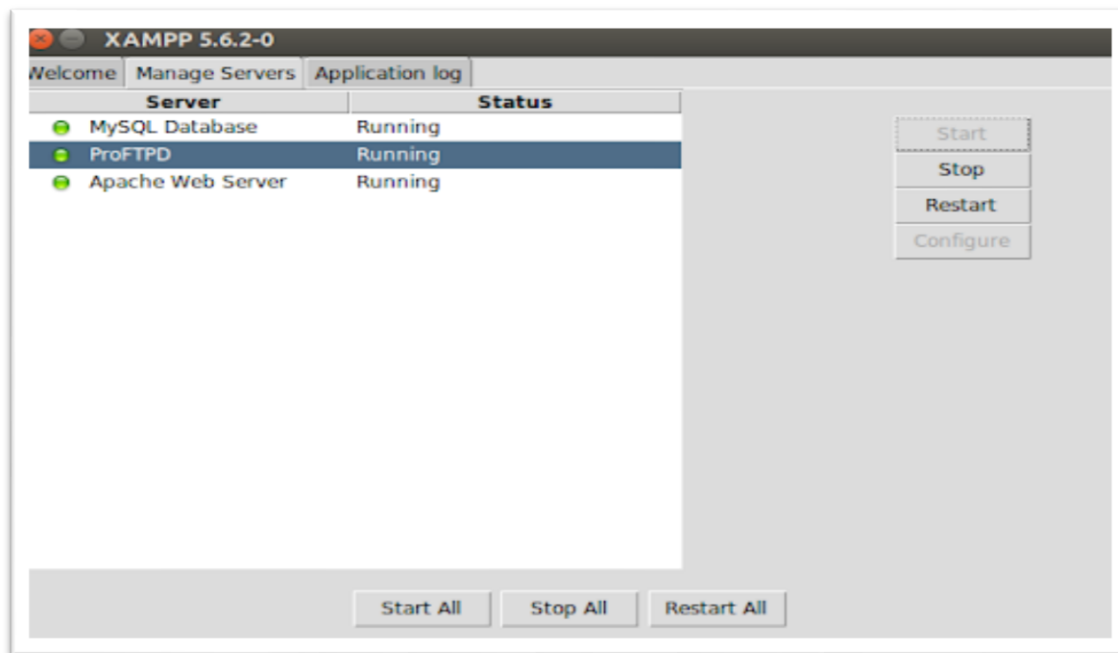 XAMPP 5.6.2-0
Welcome Manage Servers Application log
Server Status
MySQL Database Running
ProFTPD Running
Apache Web Server Running
Start
Stop
Restart
Configure
Start All Stop All Restart All